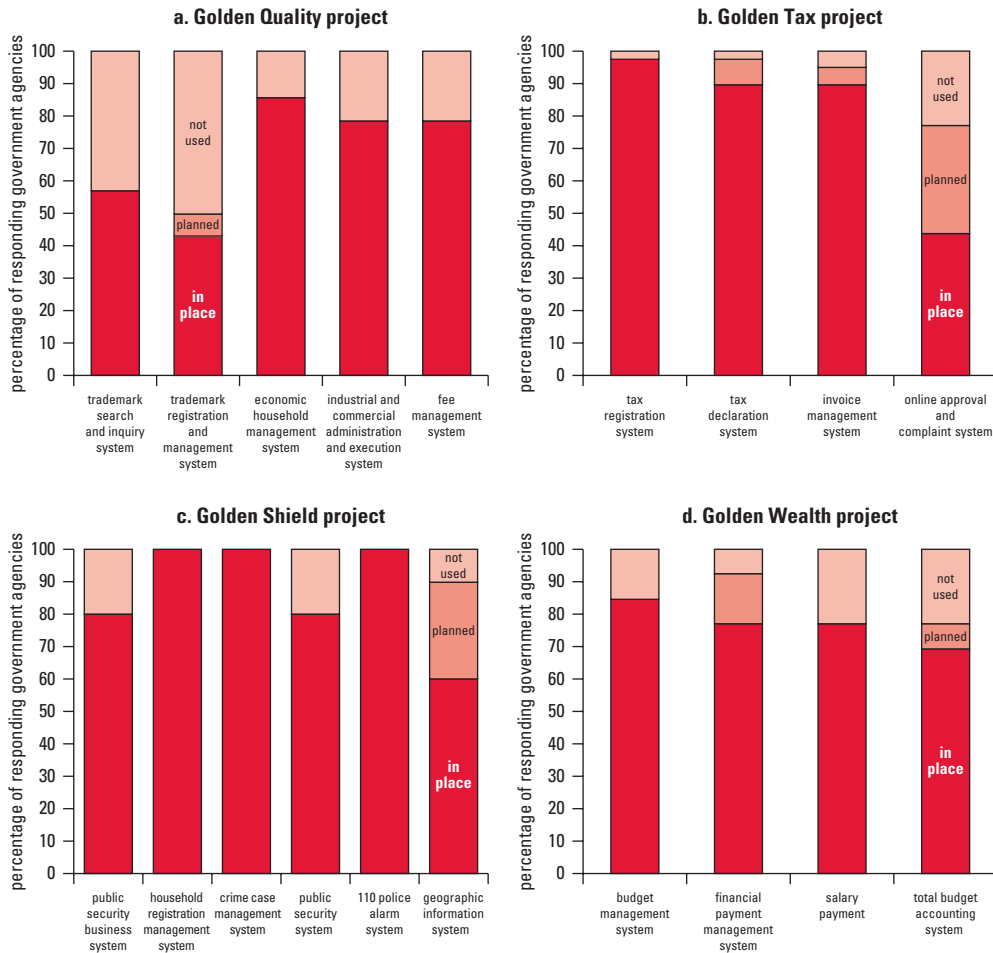 a. Golden Quality project
percentage of responding government agencies
100
90
80
70
60
50
40
30
20
10
0
not
used
planned
in
place
trademark
search
and inquiry
system
trademark
registration
and
management
system
economic
household
management
system
industrial and
commercial
administration
and execution
system
fee
management
system
b. Golden Tax project
percentage of responding government agencies
100
90
80
70
60
50
40
30
20
10
0
not
used
planned
in
place
tax
registration
system
tax
declaration
system
invoice
management
system
online approval
and
complaint system
c. Golden Shield project
percentage of responding government agencies
100
90
80
70
60
50
40
30
20
10
0
not
used
planned
in
place
public
security
business
system
household
registration
management
system
crime case
management
system
public
security
system
110 police
alarm
system
geographic
information
system
d. Golden Wealth project
percentage of responding government agencies
100
90
80
70
60
50
40
30
20
10
0
not
used
planned
in
place
budget
management
system
financial
payment
management
system
salary
payment
total budget
accounting
system